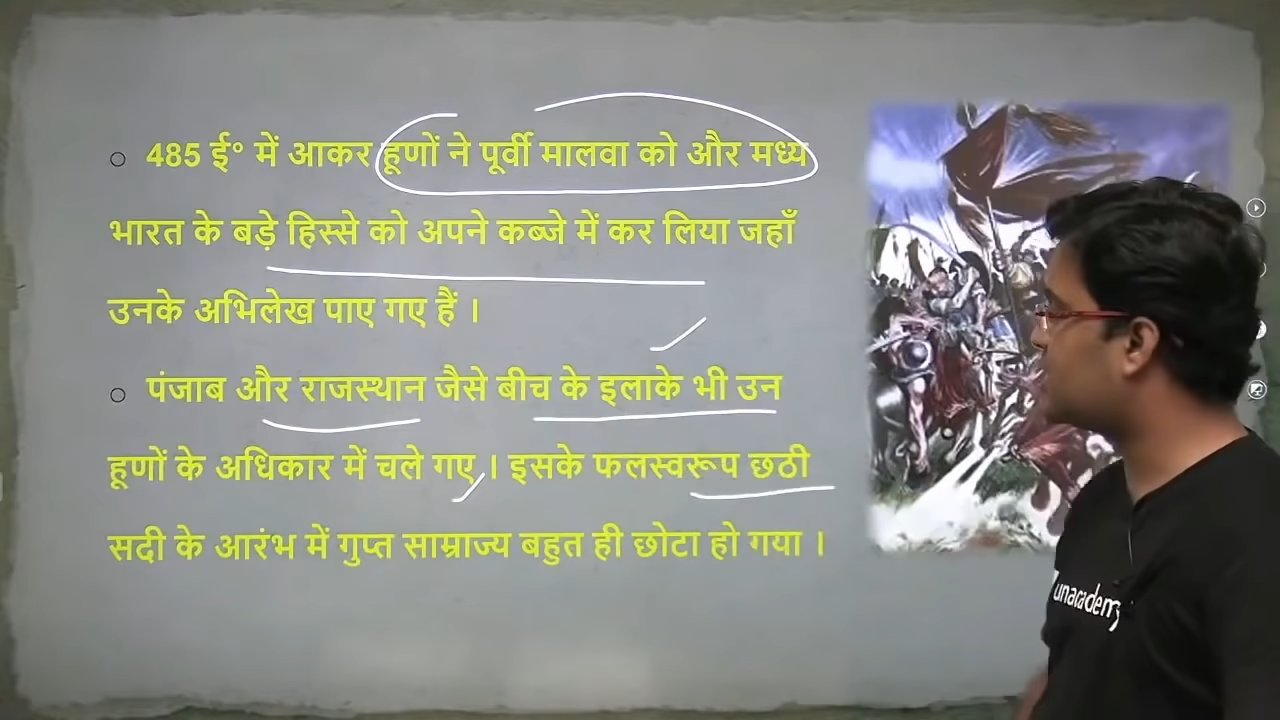 485 ई° में आकर हूणों ने पूर्वी मालवा को और मध्य
भारत के बड़े हिस्से को अपने कब्जे में कर लिया जहाँ
उनके अभिलेख पाए गए हैं ।
पंजाब और राजस्थान जैसे बीच के इलाके भी उन
हूणों के अधिकार में चले गए । इसके फलस्वरूप छठी
सदी के आरंभ में गुप्त साम्राज्य बहुत ही छोटा हो गया ।
unacademy